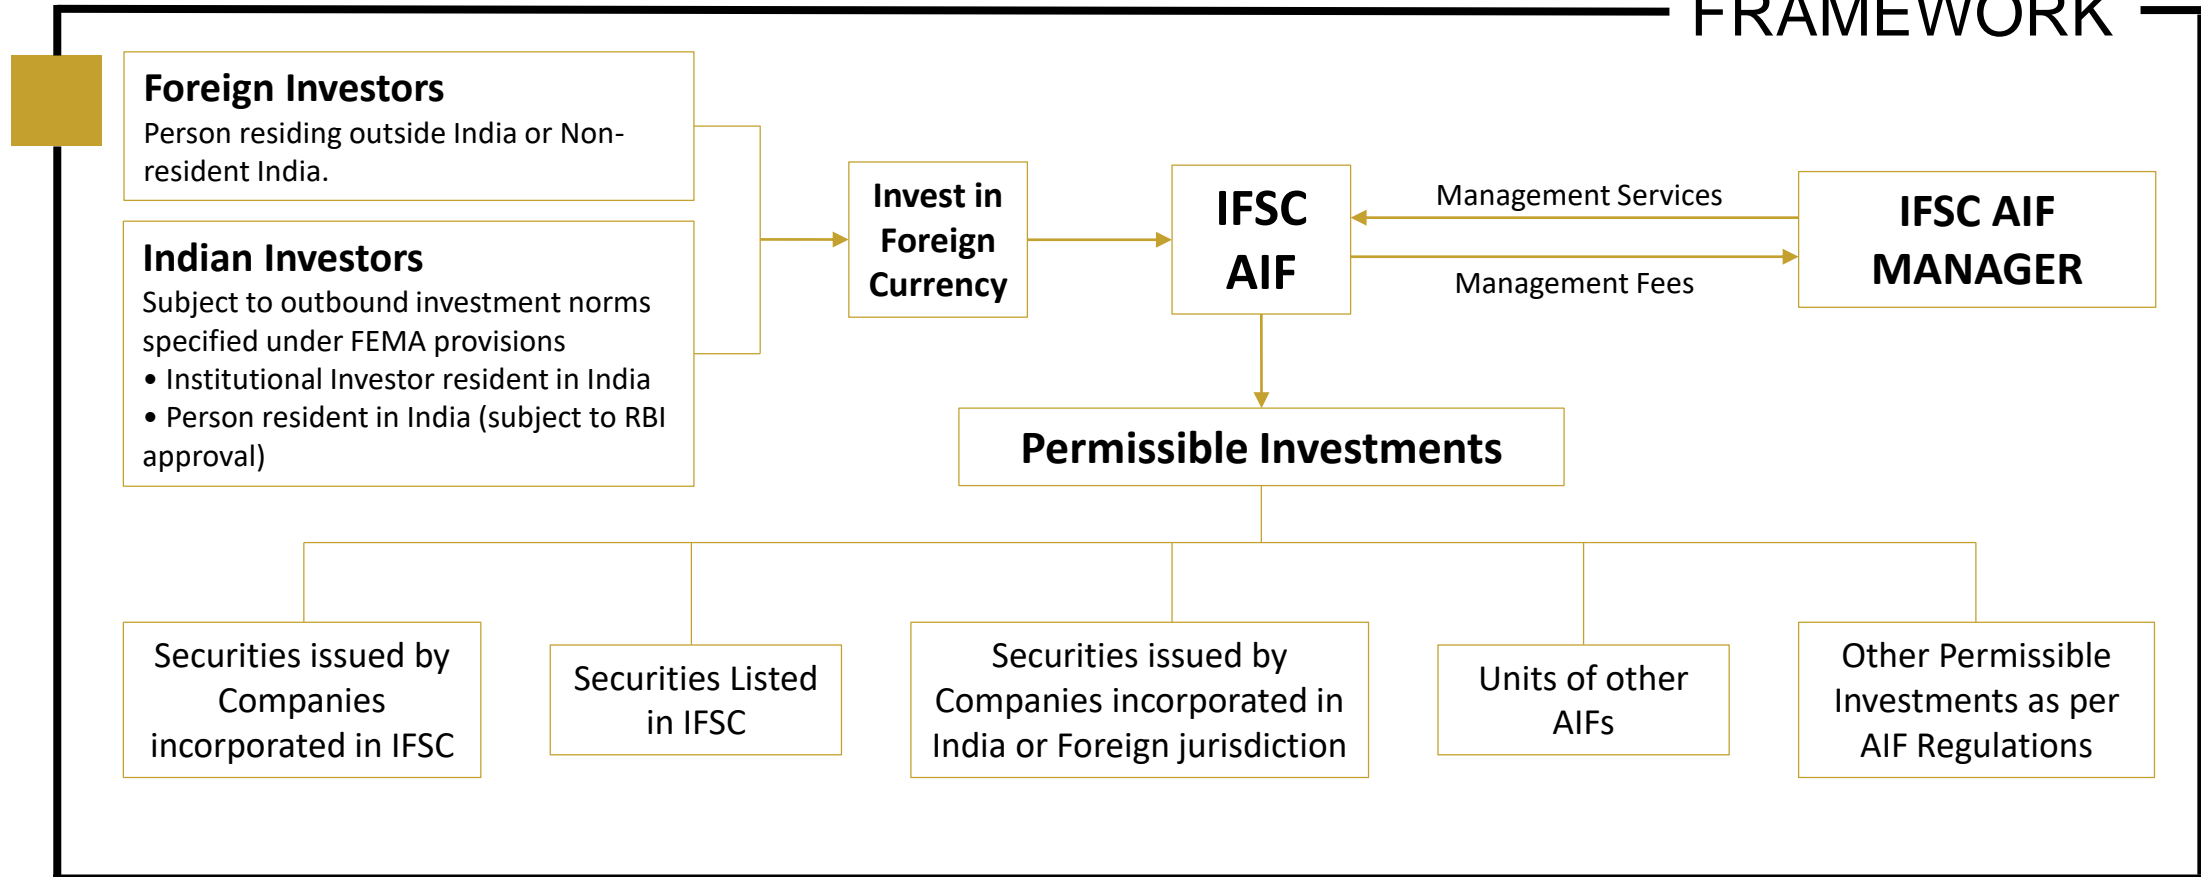 FRAMEWORK
Foreign Investors
Person residing outside India or Non-
resident India.
Indian Investors
Subject to outbound investment norms
specified under FEMA provisions
• Institutional Investor resident in India
• Person resident in India (subject to RBI
approval)
Invest in
Foreign
Currency
IFSC
AIF
Management Services
Management Fees
IFSC AIF
MANAGER
Permissible Investments
Securities issued by
Companies
incorporated in IFSC
Securities Listed
in IFSC
Securities issued by
Companies incorporated in
India or Foreign jurisdiction
Units of other
AIFs
Other Permissible
Investments as per
AIF Regulations